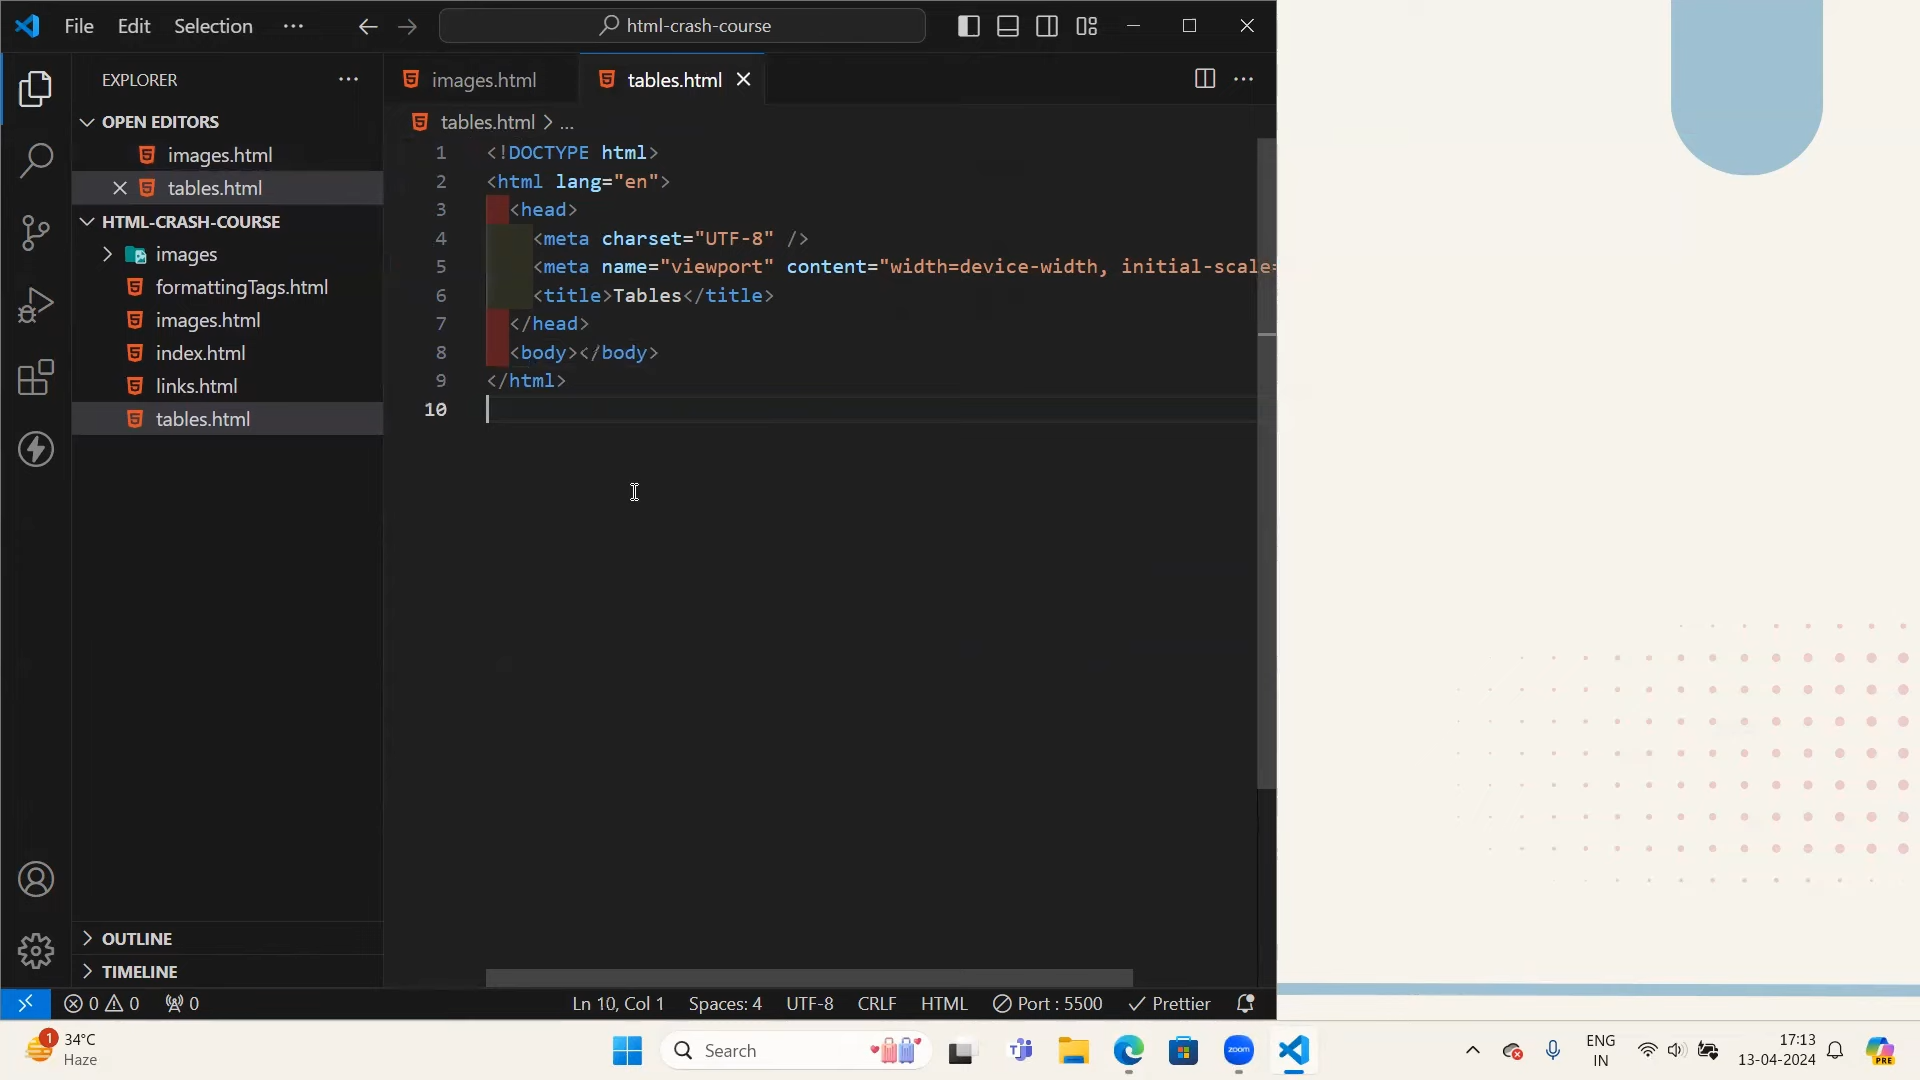 File Edit Selection ···
html-crash-course
EXPLORER
OPEN EDITORS
images.html
tables.html
HTML-CRASH-COURSE
images
formattingTags.html
images.html
index.html
links.html
tables.html
OUTLINE
TIMELINE
images.html
tables.html
tables.html > ...
1 <!DOCTYPE html>
2 <html lang="en">
3 <head>
4 <meta charset="UTF-8" />
5 <meta name="viewport" content="width=device-width, initial-scale=
6 <title>Tables</title>
7 </head>
8 <body></body>
9 </html>
10
0 0 0
Ln 10, Col 1 Spaces: 4 UTF-8 CRLF HTML Port : 5500 Prettier
1
34°C
Haze
Search
zoom
ENG
IN
17:13
13-04-2024
PRE